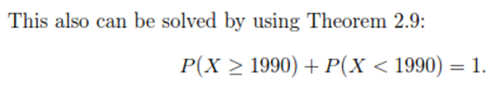 This also can be solved by using Theorem 2.9:
P(X ≥ 1990) + P(X < 1990) = 1.